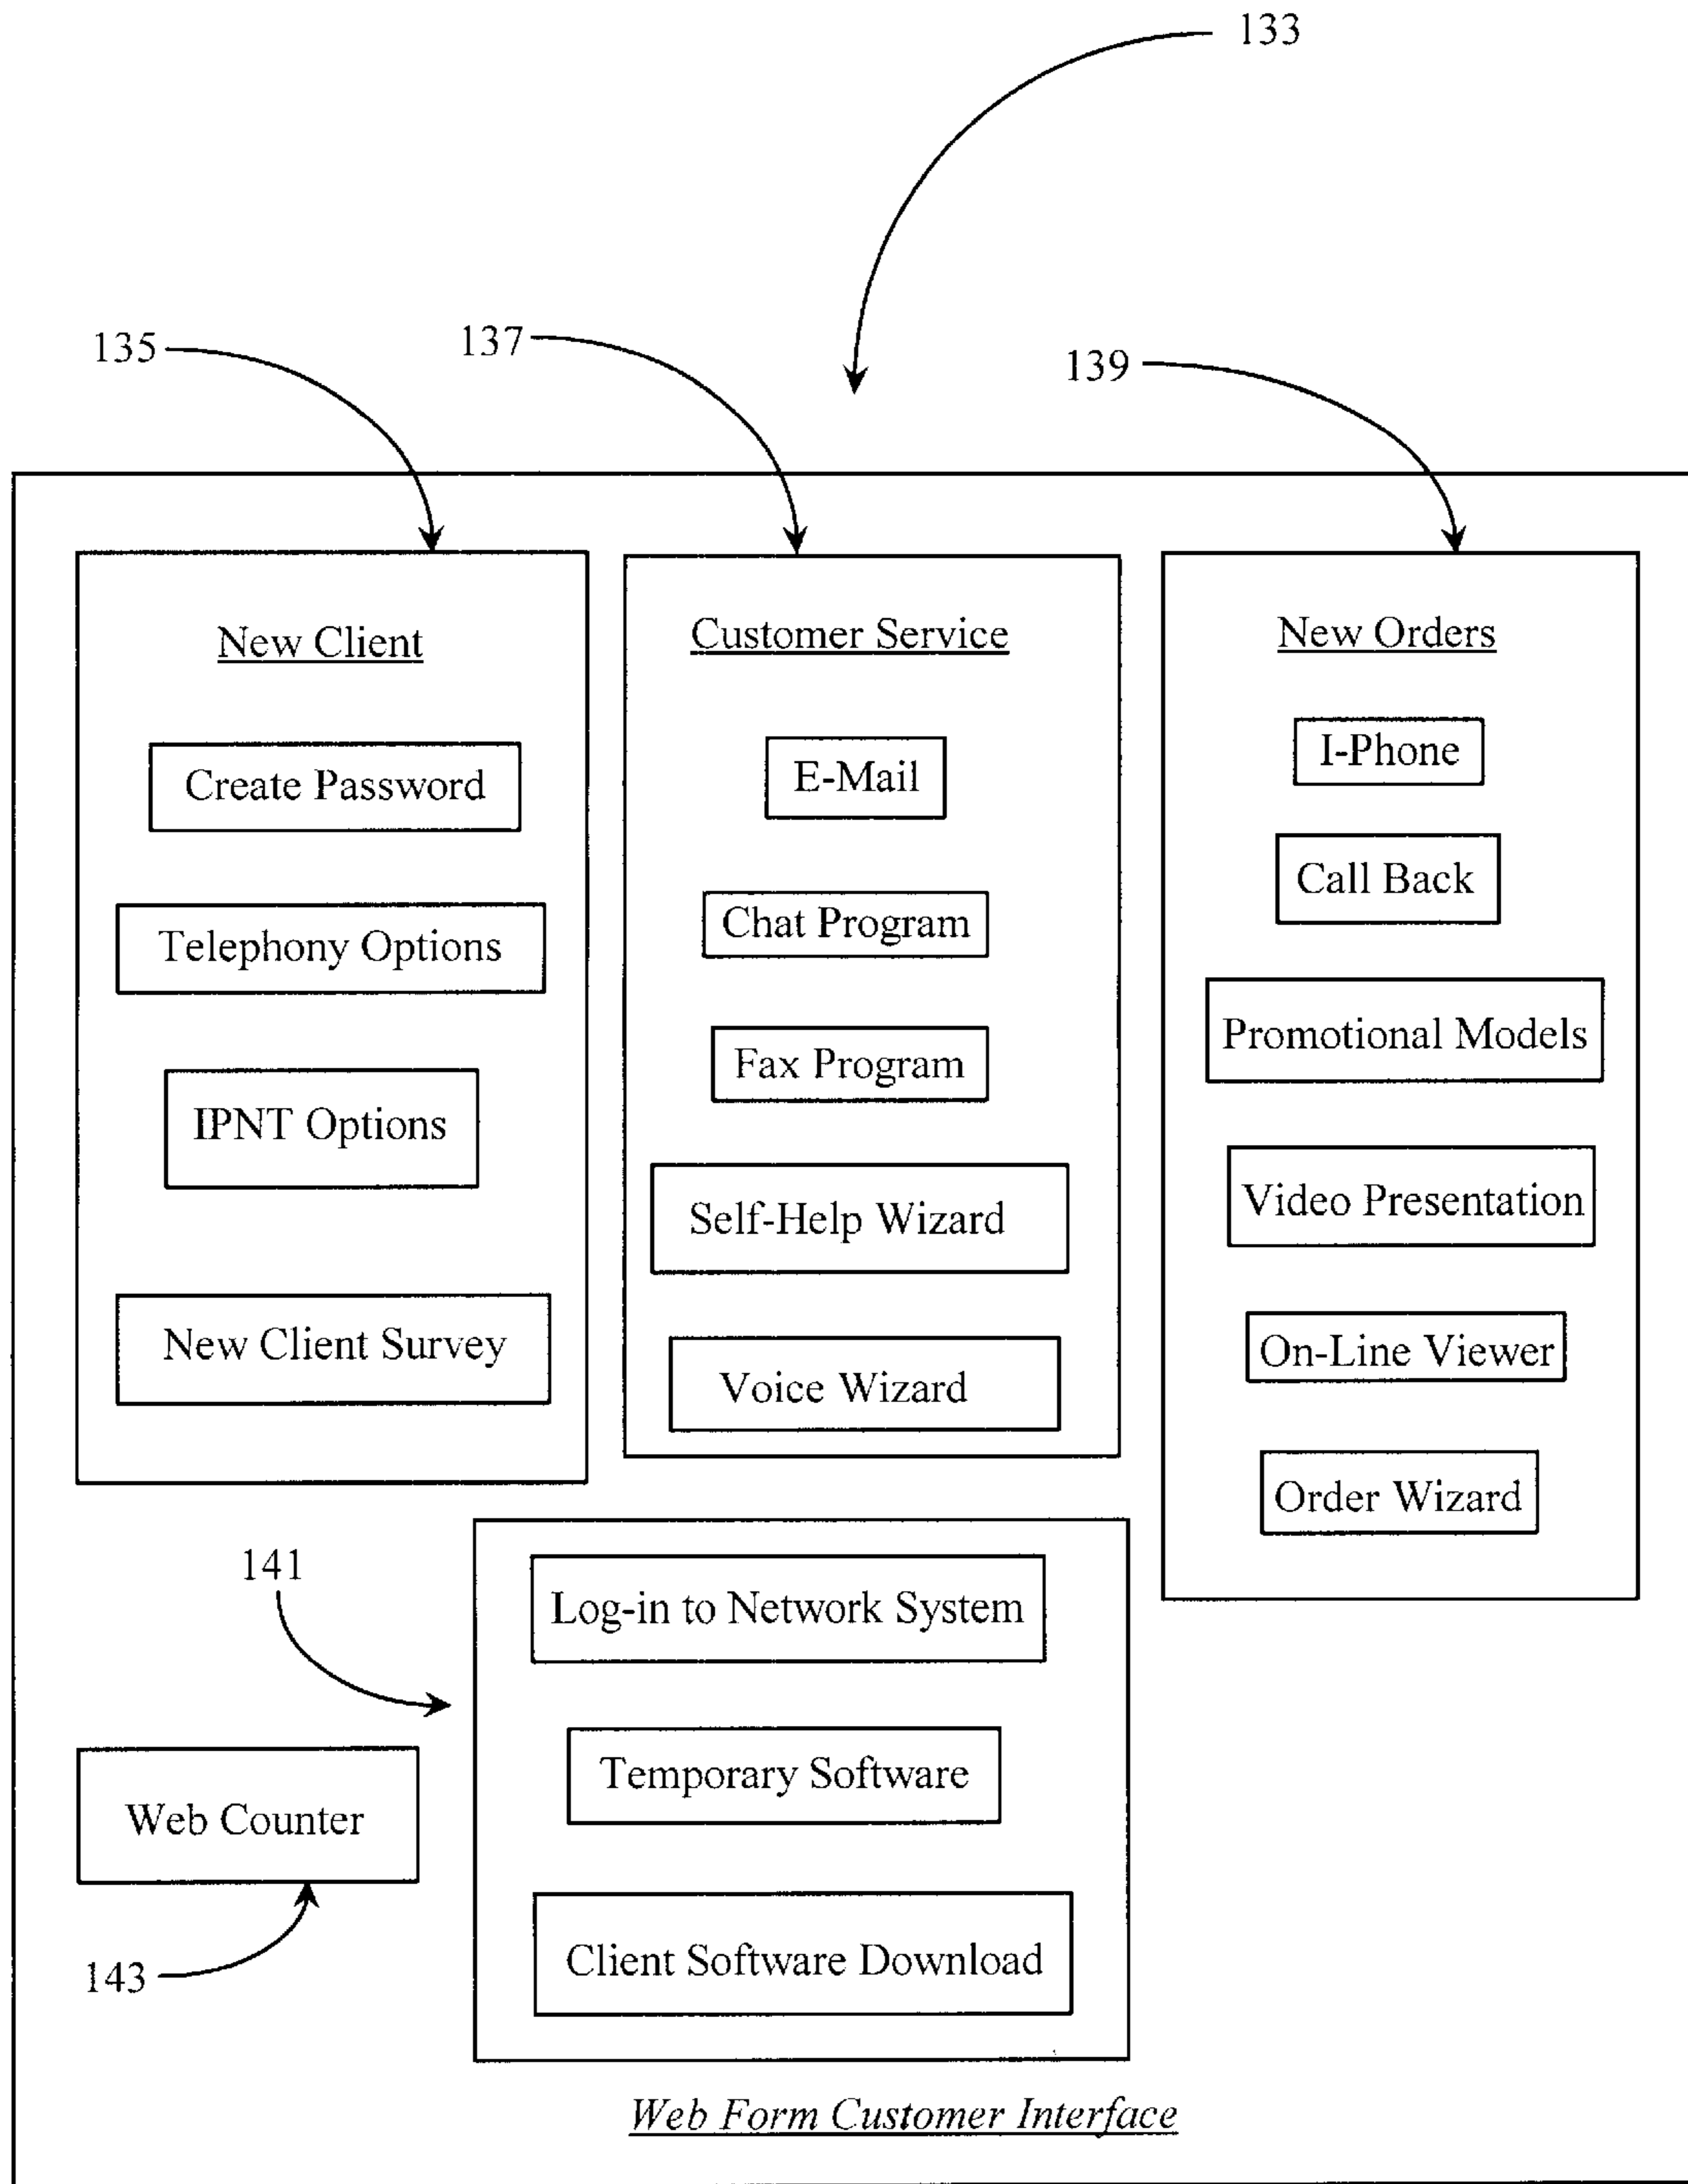 133
135
137
139
New Client
Create Password
Telephony Options
IPNT Options
New Client Survey
Customer Service
E-Mail
Chat Program
Fax Program
Self-Help Wizard
Voice Wizard
New Orders
I-Phone
Call Back
Promotional Models
Video Presentation
On-Line Viewer
Order Wizard
141
Log-in to Network System
Temporary Software
Client Software Download
Web Counter
143
Web Form Customer Interface